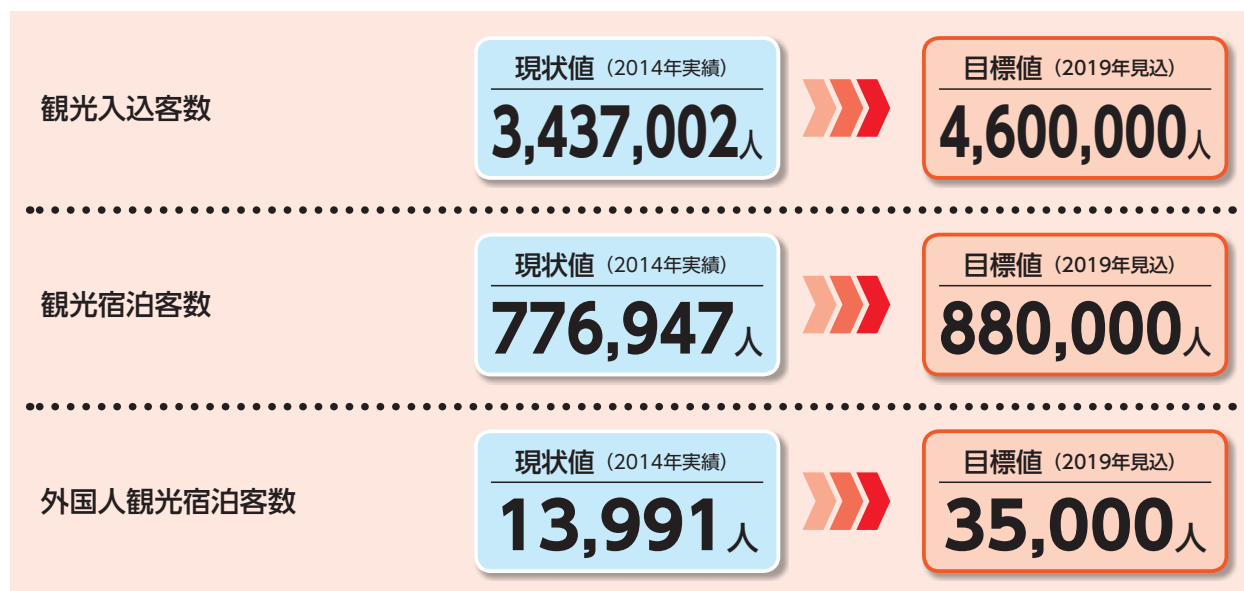 観光入込客数
現状値（2014年実績）
3,437,002人
目標値（2019年見込）
4,600,000人
観光宿泊客数
現状値（2014年実績）
776,947人
目標値（2019年見込）
880,000人
外国人観光宿泊客数
現状値（2014年実績）
13,991人
目標値（2019年見込）
35,000人